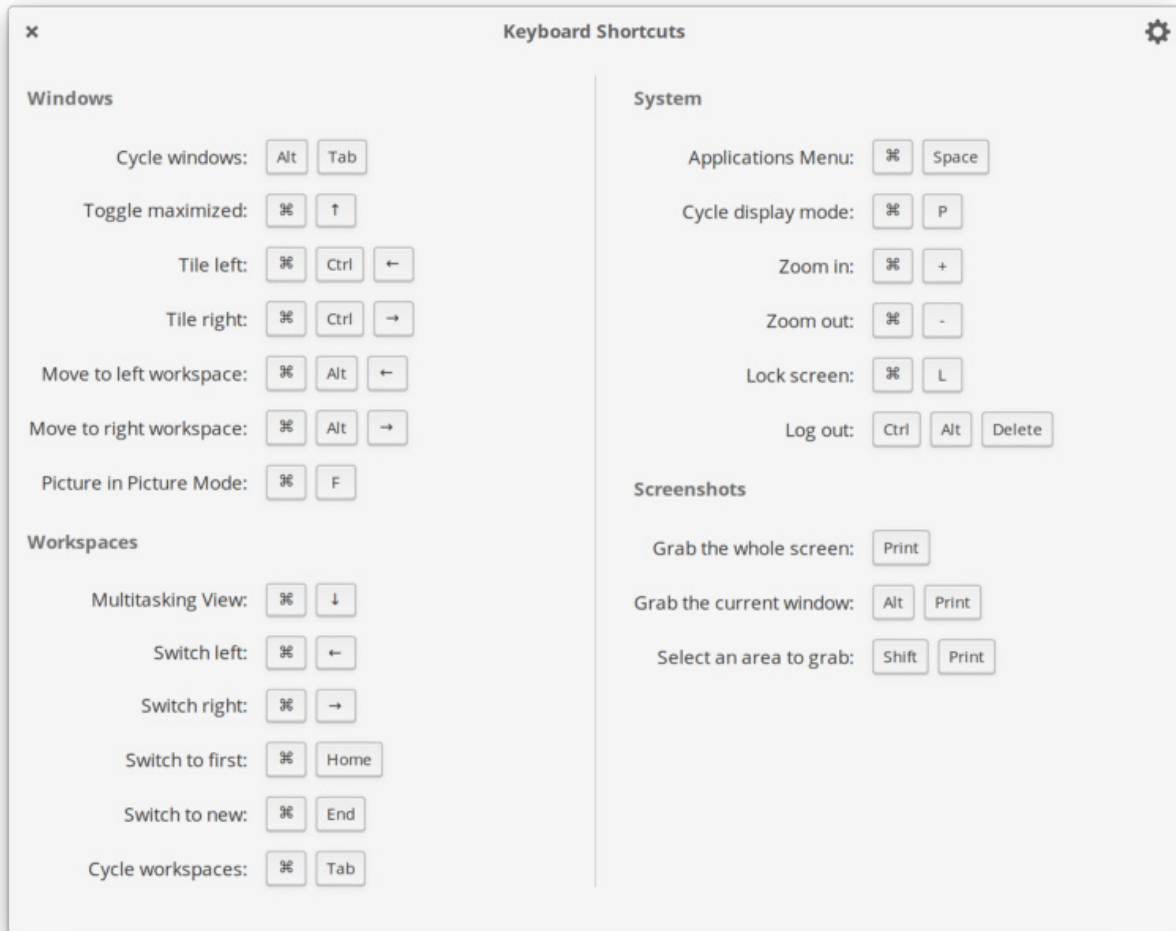 Keyboard Shortcuts
Windows
Cycle windows: Alt Tab
Toggle maximized: ⌘ ↑
Tile left: ⌘ Ctrl ←
Tile right: ⌘ Ctrl →
Move to left workspace: ⌘ Alt ←
Move to right workspace: ⌘ Alt →
Picture in Picture Mode: ⌘ F
Workspaces
Multitasking View: ⌘ ↓
Switch left: ⌘ ←
Switch right: ⌘ →
Switch to first: ⌘ Home
Switch to new: ⌘ End
Cycle workspaces: ⌘ Tab
System
Applications Menu: ⌘ Space
Cycle display mode: ⌘ P
Zoom in: ⌘ +
Zoom out: ⌘ -
Lock screen: ⌘ L
Log out: Ctrl Alt Delete
Screenshots
Grab the whole screen: Print
Grab the current window: Alt Print
Select an area to grab: Shift Print